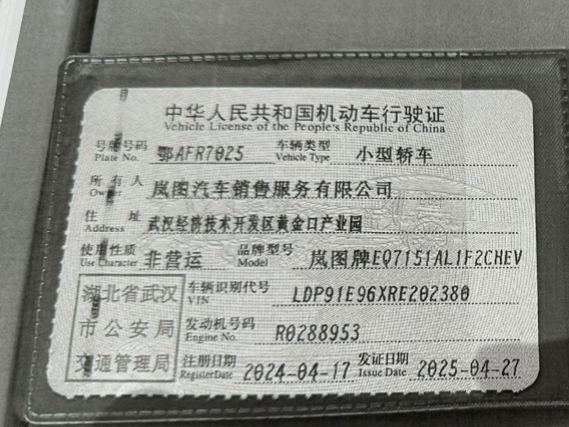 中华人民共和国机动车行驶证
Vehicle License of the People's Republic of China
号牌号码 Plate No. 鄂AFR7025 车辆类型 Vehicle Type 小型轿车
所有人 Owner 岚图汽车销售服务有限公司
住址 Address 武汉经济技术开发区黄金口产业园
使用性质 Use Character 非营运 品牌型号 Model 岚图牌EQ7151AL1F2CHEV
湖北省武汉 车辆识别代号 VIN LDP91E96XRE202380
市公安局 发动机号码 Engine No. R0288953
交通管理局 注册日期 Register Date 2024-04-17 发证日期 Issue Date 2025-04-27